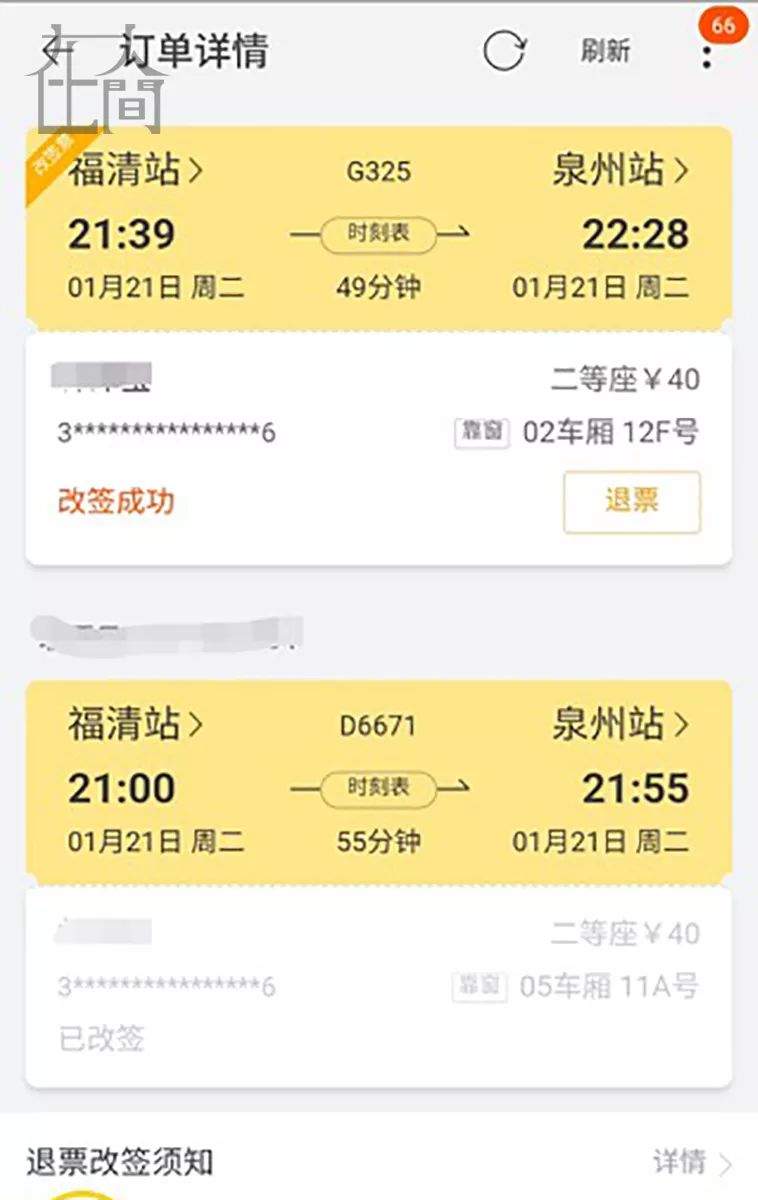 66
订单详情 刷新
仕間
改签票
福清站 G325 泉州站
21:39 时刻表 22:28
01月21日 周二 49分钟 01月21日 周二
二等座¥40
3****************6 靠窗 02车厢 12F号
改签成功 退票
福清站 D6671 泉州站
21:00 时刻表 21:55
01月21日 周二 55分钟 01月21日 周二
二等座¥40
3****************6 靠窗 05车厢 11A号
已改签
退票改签须知 详情